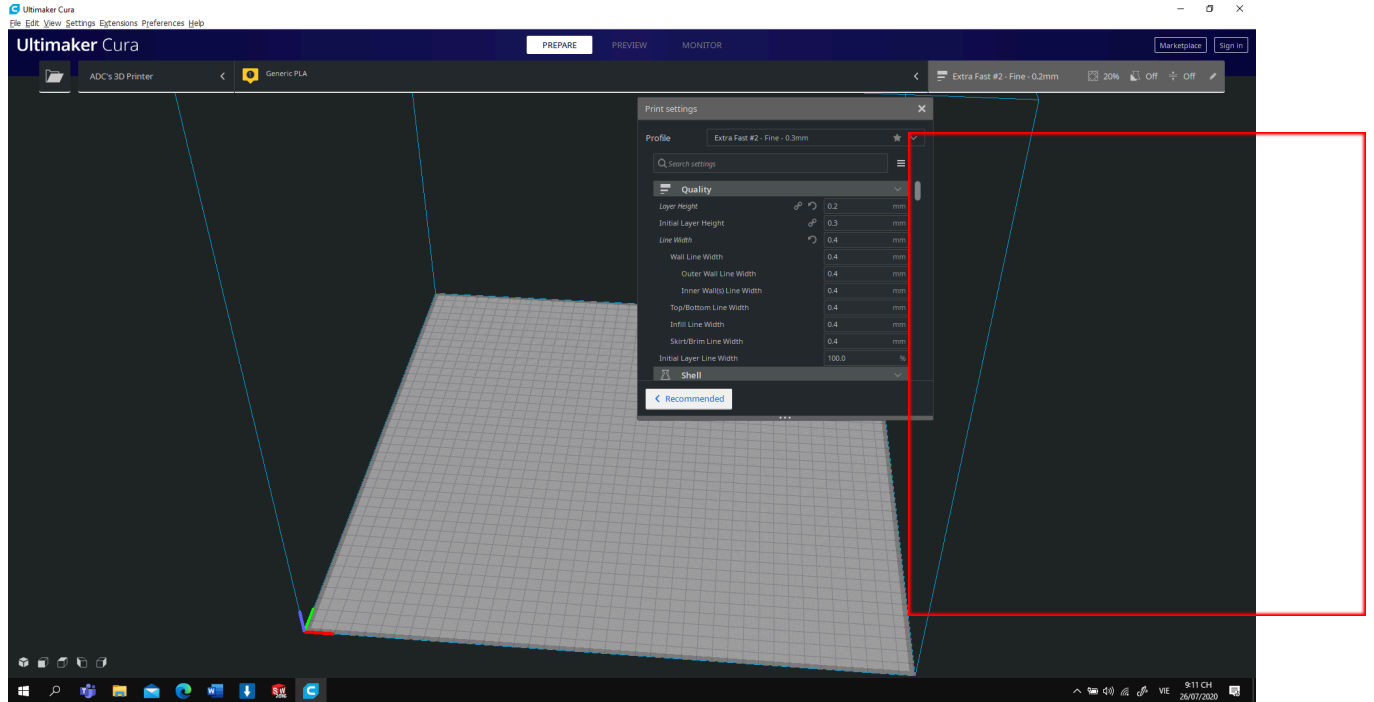 Ultimaker Cura
File Edit View Settings Extensions Preferences Help
Ultimaker Cura PREPARE PREVIEW MONITOR Marketplace Sign in
ADC's 3D Printer Generic PLA Extra Fast #2 - Fine - 0.2mm 20% Off Off
Print settings
Profile Extra Fast #2 - Fine - 0.3mm
Search settings
Quality
Layer Height 0.2 mm
Initial Layer Height 0.3 mm
Line Width 0.4 mm
Wall Line Width 0.4 mm
Outer Wall Line Width 0.4 mm
Inner Wall(s) Line Width 0.4 mm
Top/Bottom Line Width 0.4 mm
Infill Line Width 0.4 mm
Skirt/Brim Line Width 0.4 mm
Initial Layer Line Width 100.0 %
Shell
Recommended
VIE 9:11 CH
26/07/2020